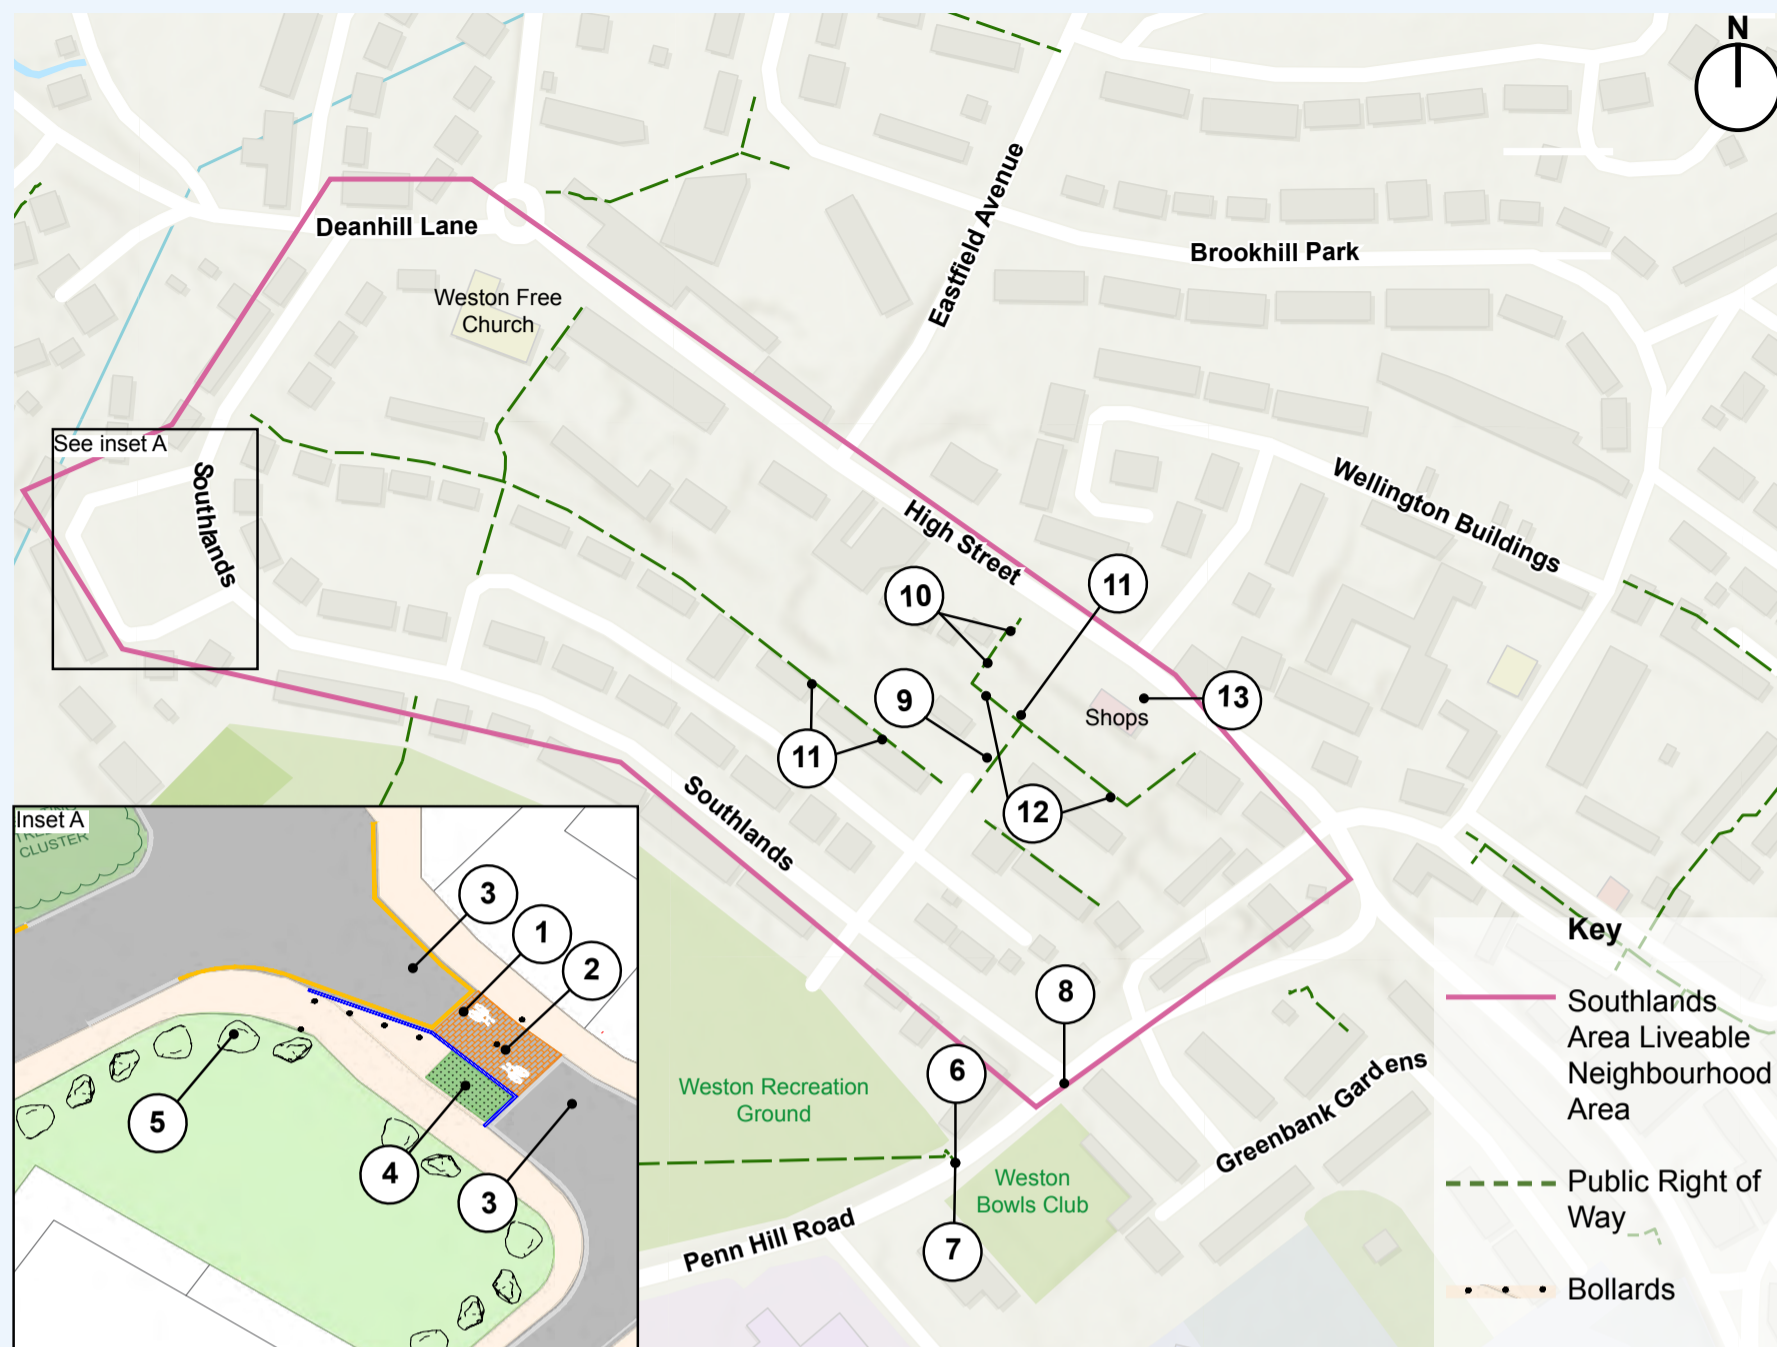 N
Deanhill Lane
Weston Free
Church
Eastfield Avenue
Brookhill Park
See inset A
Southlands
High Street
Wellington Buildings
10
11
9
13
Shops
11
12
Southlands
8
6
7
Weston Recreation
Ground
Weston
Bowls Club
Greenbank Gardens
Penn Hill Road
Inset A
CLUSTER
3
1
2
5
4
3
Key
Southlands
Area Liveable
Neighbourhood
Area
Public Right of
Way
Bollards